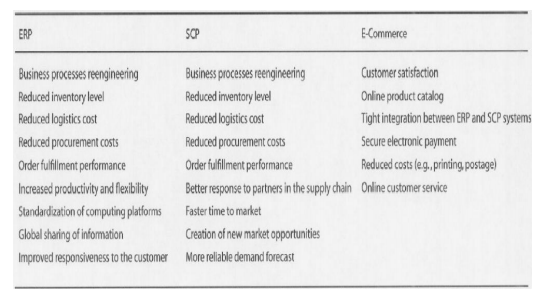 ERP SCP E-Commerce
Business processes reengineering Business processes reengineering Customer satisfaction
Reduced inventory level Reduced inventory level Online product catalog
Reduced logistics cost Reduced logistics cost Tight integration between ERP and SCP systems
Reduced procurement costs Reduced procurement costs Secure electronic payment
Order fulfillment performance Order fulfillment performance Reduced costs (e.g., printing, postage)
Increased productivity and flexibility Better response to partners in the supply chain Online customer service
Standardization of computing platforms Faster time to market
Global sharing of information Creation of new market opportunities
Improved responsiveness to the customer More reliable demand forecast